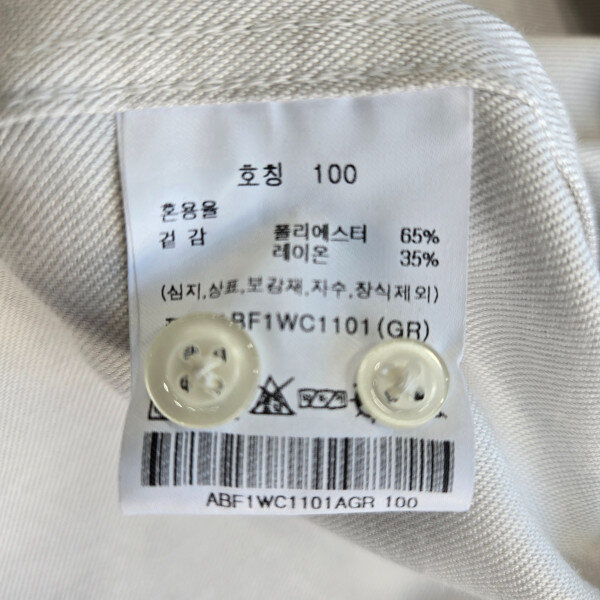 호칭 100
혼용율
겉감 폴리에스터 65%
레이온 35%
(심지,상표,보강재,자수,장식제외)
BF1WC1101(GR)
ABF1WC1101AGR 100